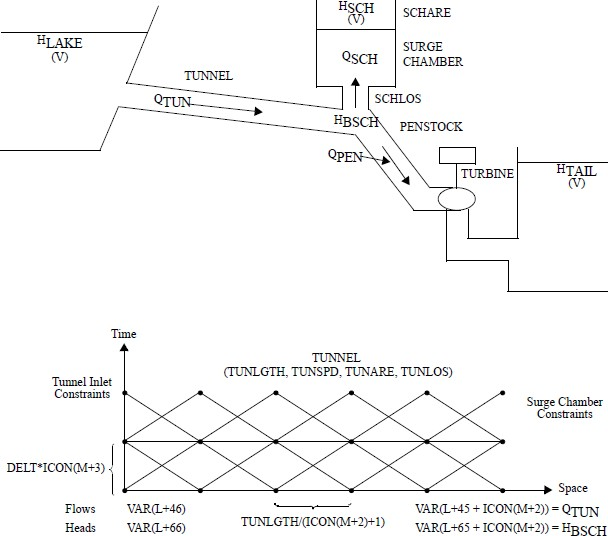 HSCH
(V)
SCHARE
HLAKE
(V)
QSCH
SURGE
CHAMBER
TUNNEL
QTUN
SCHLOS
HBSCH
PENSTOCK
QPEN
TURBINE
HTAIL
(V)
Time
TUNNEL
(TUNLGTH, TUNSPD, TUNARE, TUNLOS)
Tunnel Inlet
Constraints
Surge Chamber
Constraints
DELT*ICON(M+3)
Space
Flows VAR(L+46) VAR(L+45 + ICON(M+2)) = QTUN
TUNLGTH/(ICON(M+2)+1)
Heads VAR(L+66) VAR(L+65 + ICON(M+2)) = HBSCH